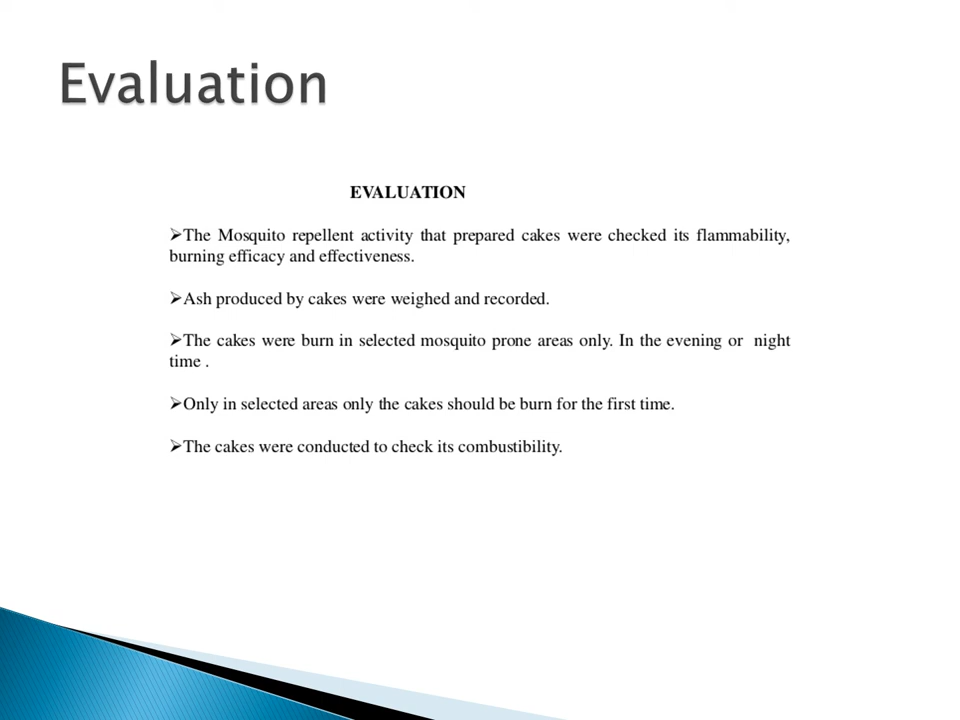 Evaluation
EVALUATION
➢The Mosquito repellent activity that prepared cakes were checked its flammability,
burning efficacy and effectiveness.
➢Ash produced by cakes were weighed and recorded.
➢The cakes were burn in selected mosquito prone areas only. In the evening or night
time .
➢Only in selected areas only the cakes should be burn for the first time.
➢The cakes were conducted to check its combustibility.